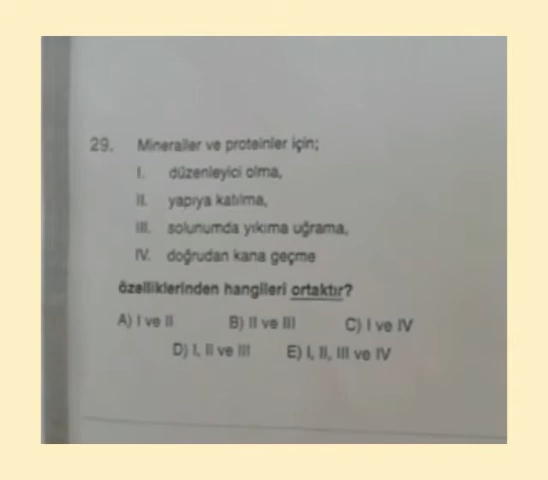 29. Mineraller ve proteinler için;
I. düzenleyici olma,
II. yapıya katılma,
III. solunumda yıkıma uğrama,
IV. doğrudan kana geçme
özelliklerinden hangileri ortaktır?
A) I ve II B) II ve III C) I ve IV
D) I, II ve III E) I, II, III ve IV